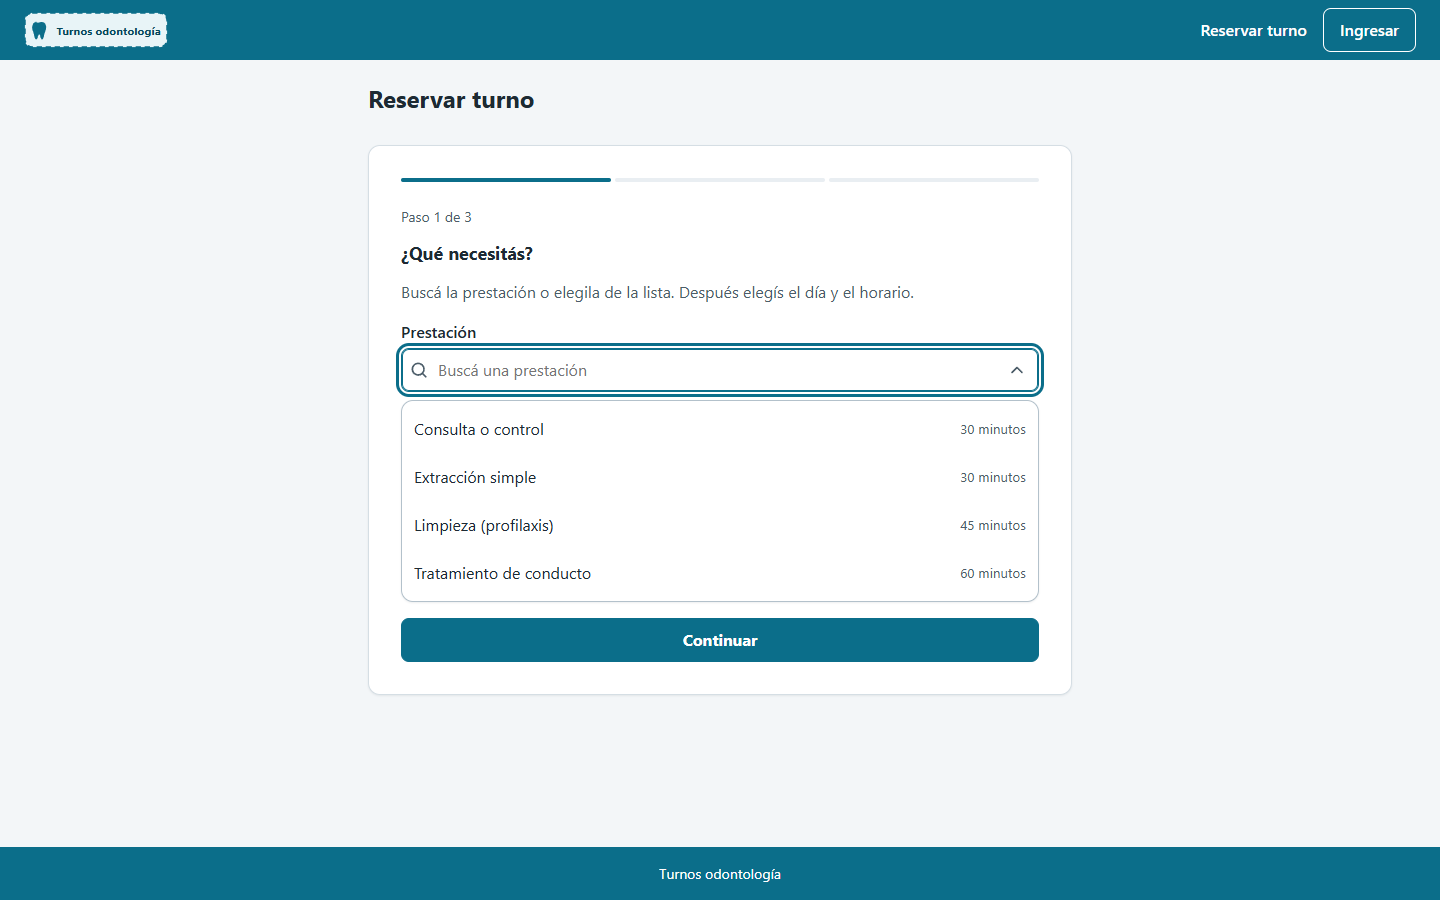 Turnos odontología
Reservar turno
Ingresar
Reservar turno
Paso 1 de 3
¿Qué necesitás?
Buscá la prestación o elegila de la lista. Después elegís el día y el horario.
Prestación
Buscá una prestación
Consulta o control 30 minutos
Extracción simple 30 minutos
Limpieza (profilaxis) 45 minutos
Tratamiento de conducto 60 minutos
Continuar
Turnos odontología